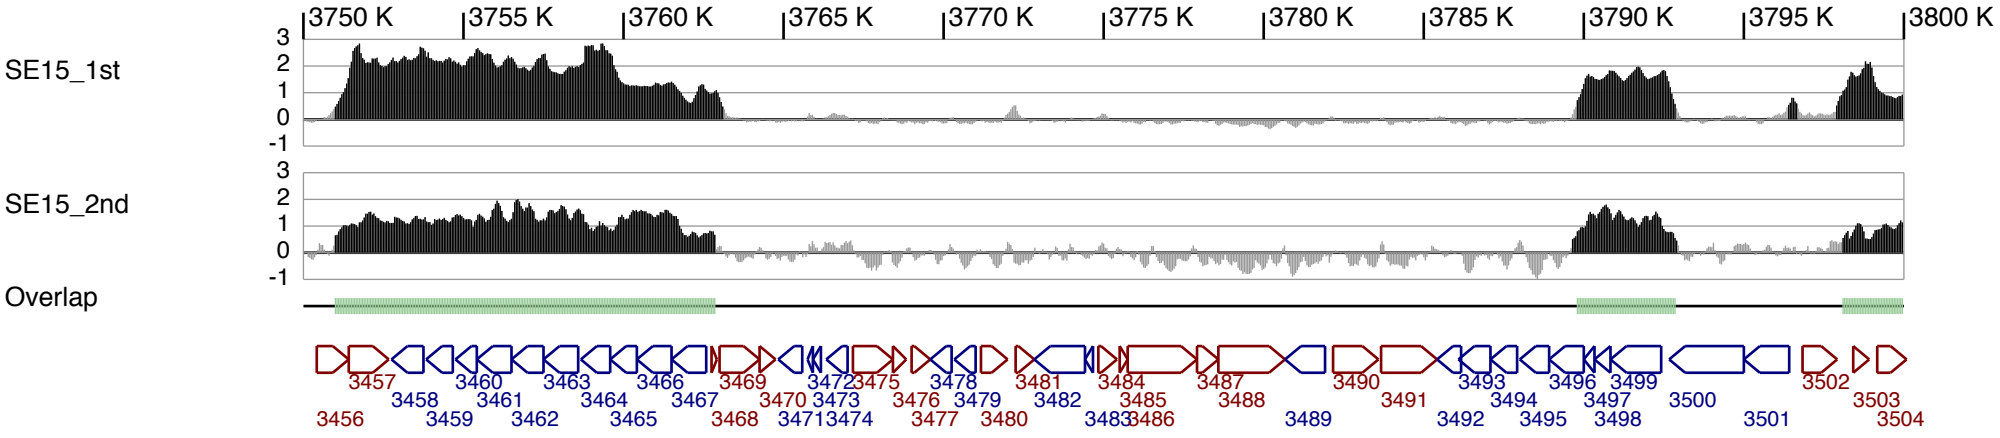 3750 K 3755 K 3760 K 3765 K 3770 K 3775 K 3780 K 3785 K 3790 K 3795 K 3800 K
3
SE15_1st 2
1
0
-1
3
SE15_2nd 2
1
0
-1
Overlap
3457 3460 3463 3466 3469 3472 3475 3478 3481 3484 3487 3490 3493 3496 3499 3502
3458 3461 3464 3467 3470 3473 3476 3479 3482 3485 3488 3491 3494 3497 3500 3503
3456 3459 3462 3465 3468 3471 3474 3477 3480 3483 3486 3489 3492 3495 3498 3501 3504